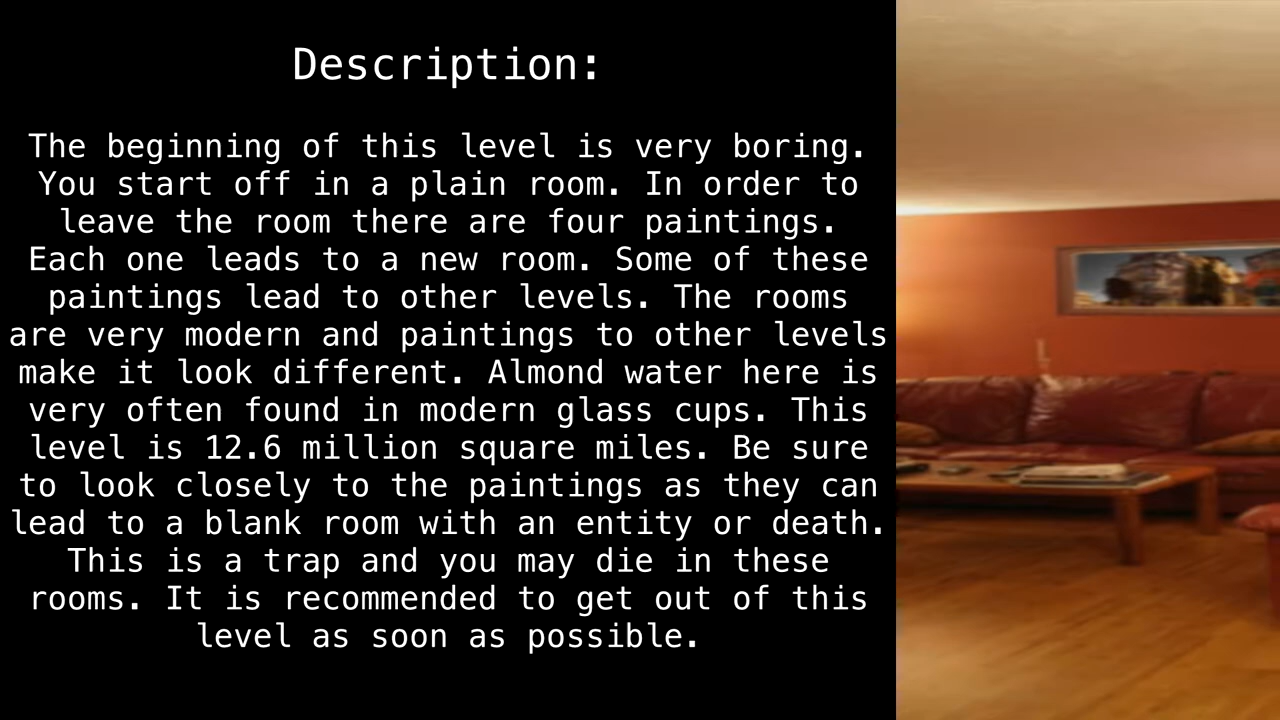 Description:
The beginning of this level is very boring.
You start off in a plain room. In order to
leave the room there are four paintings.
Each one leads to a new room. Some of these
paintings lead to other levels. The rooms
are very modern and paintings to other levels
make it look different. Almond water here is
very often found in modern glass cups. This
level is 12.6 million square miles. Be sure
to look closely to the paintings as they can
lead to a blank room with an entity or death.
This is a trap and you may die in these
rooms. It is recommended to get out of this
level as soon as possible.